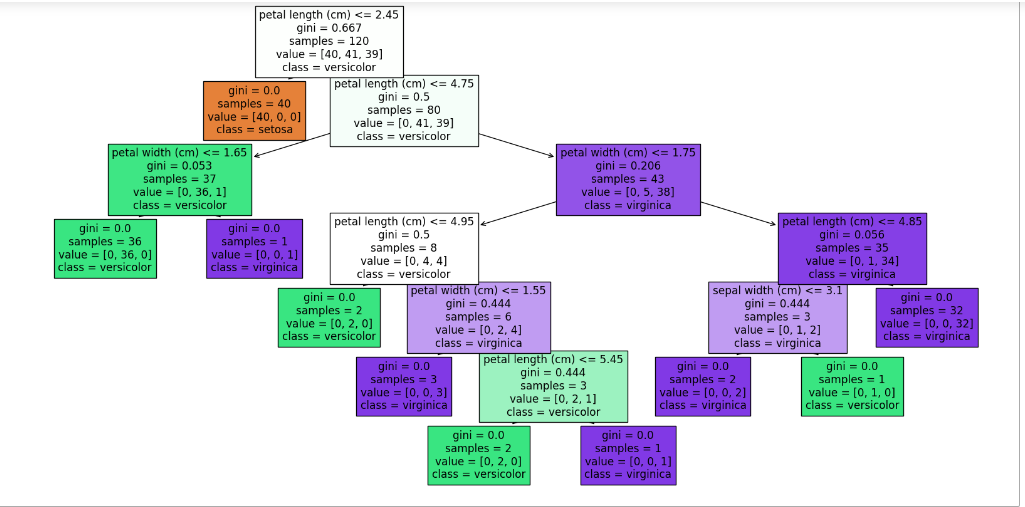 petal length (cm) <= 2.45
gini = 0.667
samples = 120
value = [40, 41, 39]
class = versicolor
gini = 0.0
samples = 40
value = [40, 0, 0]
class = setosa
petal length (cm) <= 4.75
gini = 0.5
samples = 80
value = [0, 41, 39]
class = versicolor
petal width (cm) <= 1.65
gini = 0.053
samples = 37
value = [0, 36, 1]
class = versicolor
petal width (cm) <= 1.75
gini = 0.206
samples = 43
value = [0, 5, 38]
class = virginica
gini = 0.0
samples = 36
value = [0, 36, 0]
class = versicolor
gini = 0.0
samples = 1
value = [0, 0, 1]
class = virginica
petal length (cm) <= 4.95
gini = 0.5
samples = 8
value = [0, 4, 4]
class = versicolor
petal length (cm) <= 4.85
gini = 0.056
samples = 35
value = [0, 1, 34]
class = virginica
gini = 0.0
samples = 2
value = [0, 2, 0]
class = versicolor
petal width (cm) <= 1.55
gini = 0.444
samples = 6
value = [0, 2, 4]
class = virginica
sepal width (cm) <= 3.1
gini = 0.444
samples = 3
value = [0, 1, 2]
class = virginica
gini = 0.0
samples = 32
value = [0, 0, 32]
class = virginica
gini = 0.0
samples = 3
value = [0, 0, 3]
class = virginica
petal length (cm) <= 5.45
gini = 0.444
samples = 3
value = [0, 2, 1]
class = versicolor
gini = 0.0
samples = 2
value = [0, 0, 2]
class = virginica
gini = 0.0
samples = 1
value = [0, 1, 0]
class = versicolor
gini = 0.0
samples = 2
value = [0, 2, 0]
class = versicolor
gini = 0.0
samples = 1
value = [0, 0, 1]
class = virginica